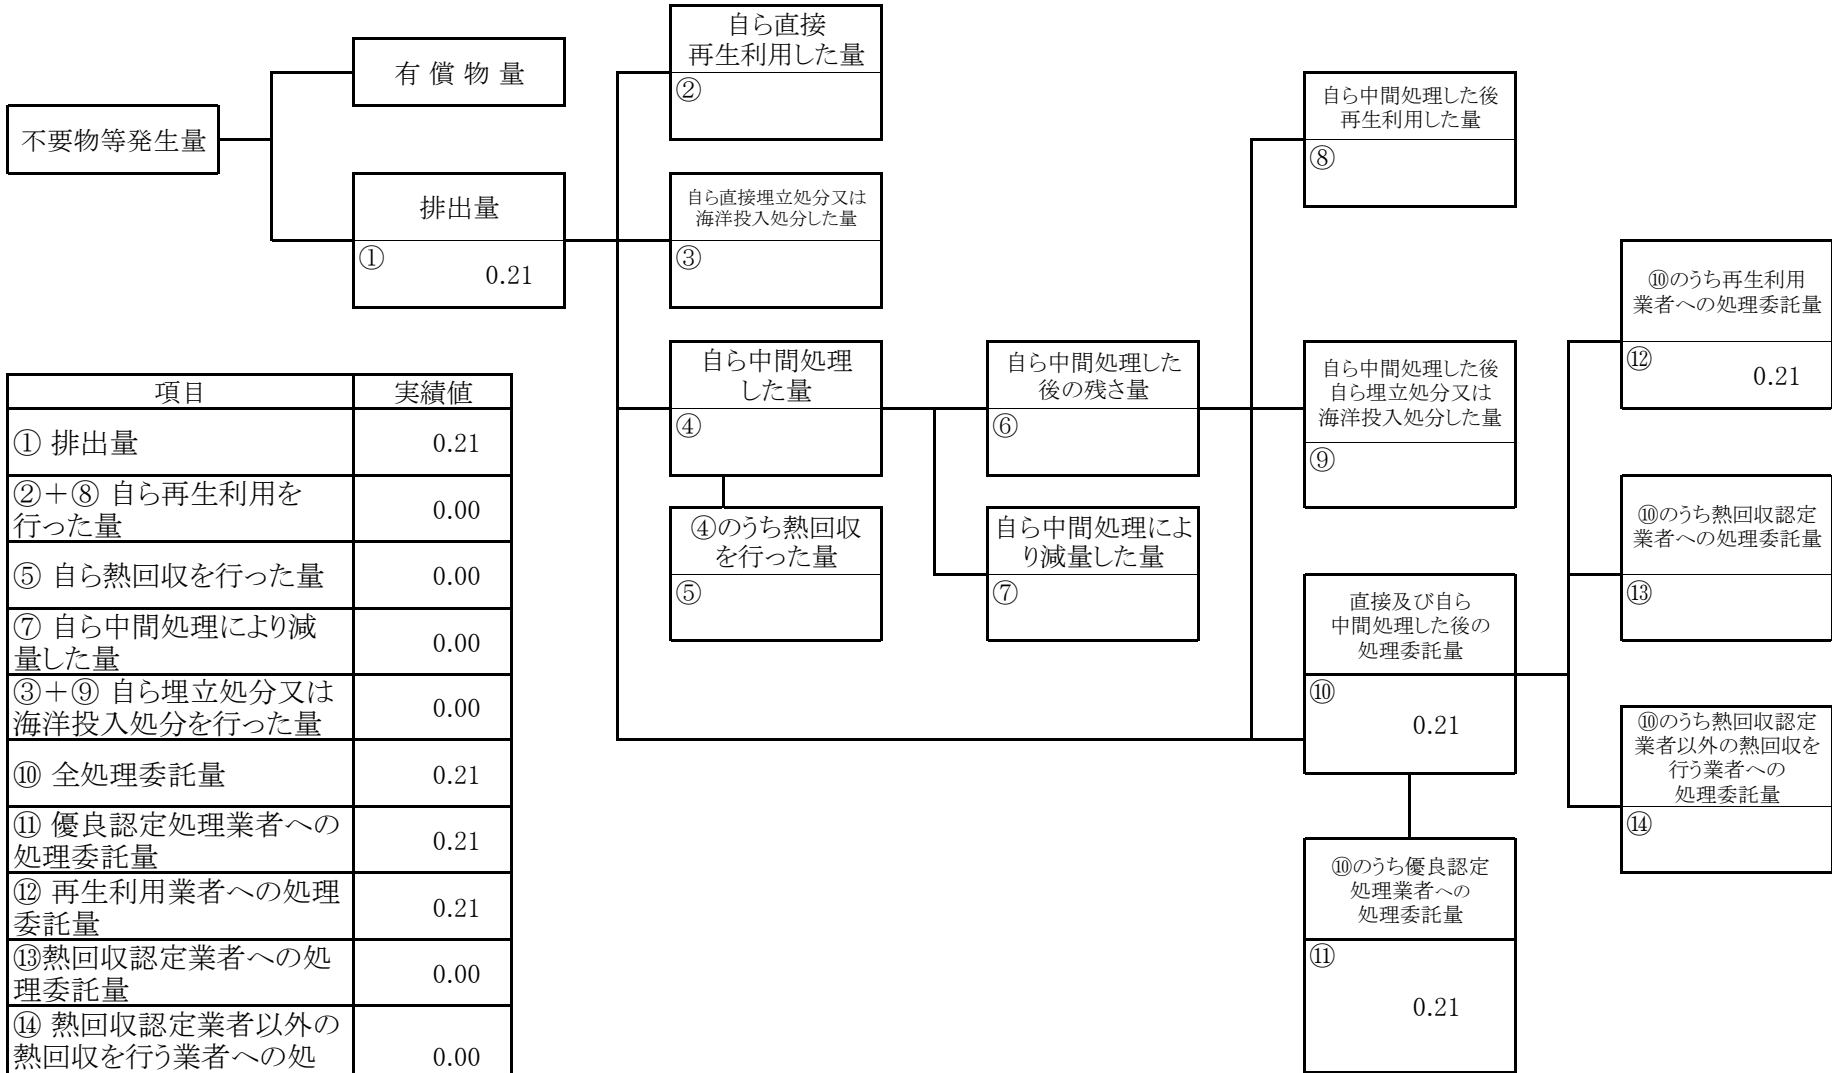 自ら直接
再生利用した量
②
有 償 物 量
不要物等発生量
排出量
①
0.21
自ら直接埋立処分又は
海洋投入処分した量
③
自ら中間処理した後
再生利用した量
⑧
⑩のうち再生利用
業者への処理委託量
⑫
0.21
自ら中間処理
した量
④
自ら中間処理した
後の残さ量
⑥
自ら中間処理した後
自ら埋立処分又は
海洋投入処分した量
⑨
④のうち熱回収
を行った量
⑤
自ら中間処理によ
り減量した量
⑦
⑩のうち熱回収認定
業者への処理委託量
⑬
直接及び自ら
中間処理した後の
処理委託量
⑩
0.21
⑩のうち熱回収認定
業者以外の熱回収を
行う業者への
処理委託量
⑭
⑩のうち優良認定
処理業者への
処理委託量
⑪
0.21
項目 実績値
① 排出量 0.21
②＋⑧ 自ら再生利用を
行った量 0.00
⑤ 自ら熱回収を行った量 0.00
⑦ 自ら中間処理により減
量した量 0.00
③＋⑨ 自ら埋立処分又は
海洋投入処分を行った量 0.00
⑩ 全処理委託量 0.21
⑪ 優良認定処理業者への
処理委託量 0.21
⑫ 再生利用業者への処理
委託量 0.21
⑬熱回収認定業者への処
理委託量 0.00
⑭ 熱回収認定業者以外の
熱回収を行う業者への処 0.00